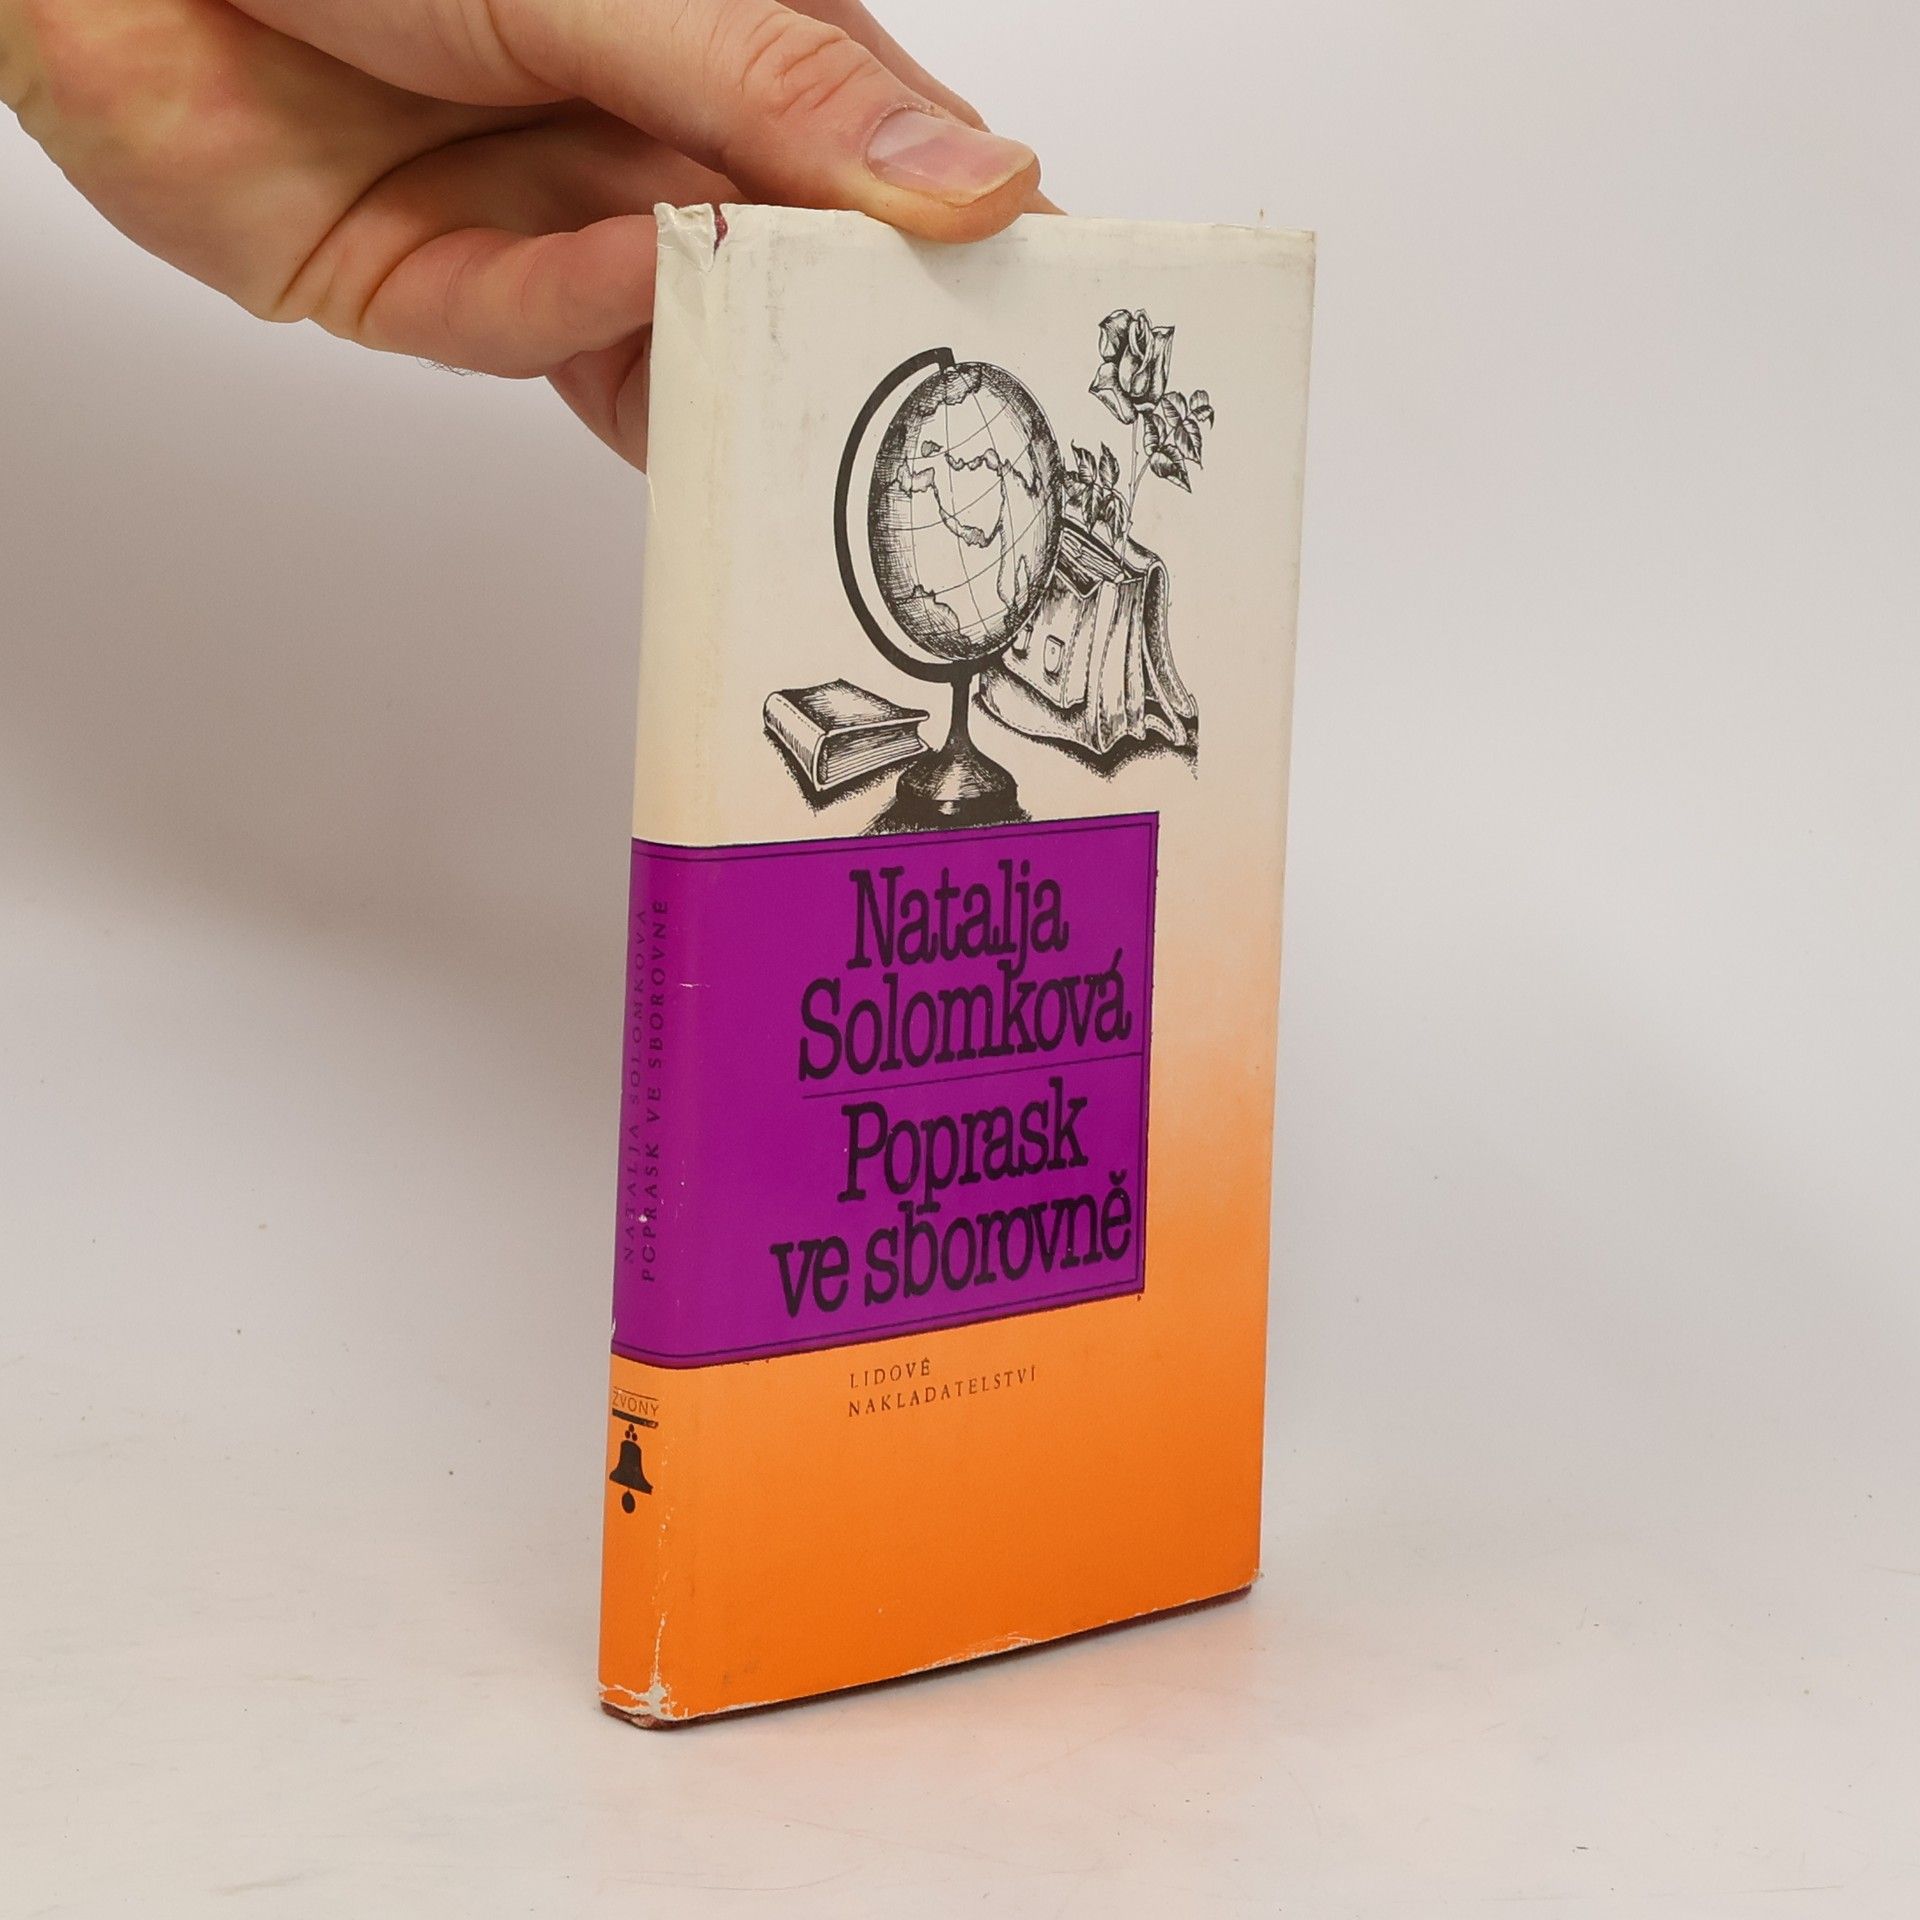 Natalja
Solomková
Poprask
ve sborovně
LIDOVÉ
NAKLADATELSTVÍ
NATALJA SOLOMKOVÁ
POPRASK VE SBOROVNĚ
ZVONY